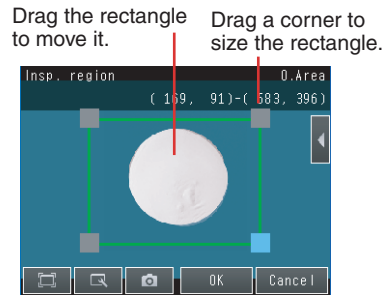 Drag the rectangle
to move it.
Drag a corner to
size the rectangle.
Insp. region 0.Area
( 169, 91)-( 583, 396)
OK Cancel